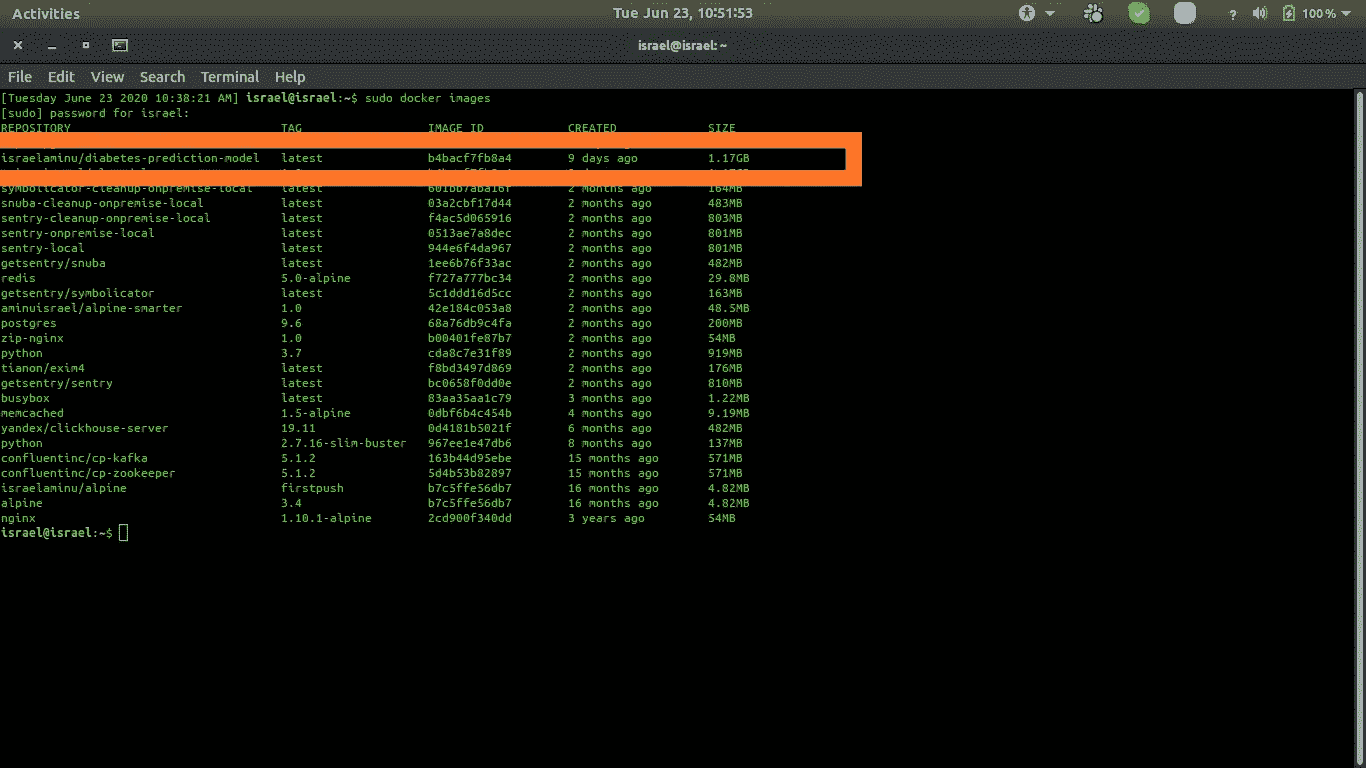 Activities Tue Jun 23, 10:51:53 ? 100%
israel@israel: ~
File Edit View Search Terminal Help
[Tuesday June 23 2020 10:38:21 AM] israel@israel:~$ sudo docker images
[sudo] password for israel:
REPOSITORY TAG IMAGE ID CREATED SIZE
israelaminu/diabetes-prediction-model latest b4bacf7fb8a4 9 days ago 1.17GB
symbolicator-cleanup-onpremise-local latest 601bb7aba16f 2 months ago 164MB
snuba-cleanup-onpremise-local latest 03a2cbf17d44 2 months ago 483MB
sentry-cleanup-onpremise-local latest f4ac5d065916 2 months ago 803MB
sentry-onpremise-local latest 0513ae7a8dec 2 months ago 801MB
sentry-local latest 944e6f4da967 2 months ago 801MB
getsentry/snuba latest 1ee6b76f33ac 2 months ago 482MB
redis 5.0-alpine f727a777bc34 2 months ago 29.8MB
getsentry/symbolicator latest 5c1ddd16d5cc 2 months ago 163MB
aminuisrael/alpine-smarter 1.0 42e184c053a8 2 months ago 48.5MB
postgres 9.6 68a76db9c4fa 2 months ago 200MB
zip-nginx 1.0 b00401fe87b7 2 months ago 54MB
python 3.7 cda8c7e31f89 2 months ago 919MB
tianon/exim4 latest f8bd3497d869 2 months ago 176MB
getsentry/sentry latest bc0658f0dd0e 2 months ago 810MB
busybox latest 83aa35aa1c79 3 months ago 1.22MB
memcached 1.5-alpine 0dbf6b4c454b 4 months ago 9.19MB
yandex/clickhouse-server 19.11 0d4181b5021f 6 months ago 482MB
python 2.7.16-slim-buster 967ee1e47db6 8 months ago 137MB
confluentinc/cp-kafka 5.1.2 163b44d95ebe 15 months ago 571MB
confluentinc/cp-zookeeper 5.1.2 5d4b53b82897 15 months ago 571MB
israelaminu/alpine firstpush b7c5ffe56db7 16 months ago 4.82MB
alpine 3.4 b7c5ffe56db7 16 months ago 4.82MB
nginx 1.10.1-alpine 2cd900f340dd 3 years ago 54MB
israel@israel:~$